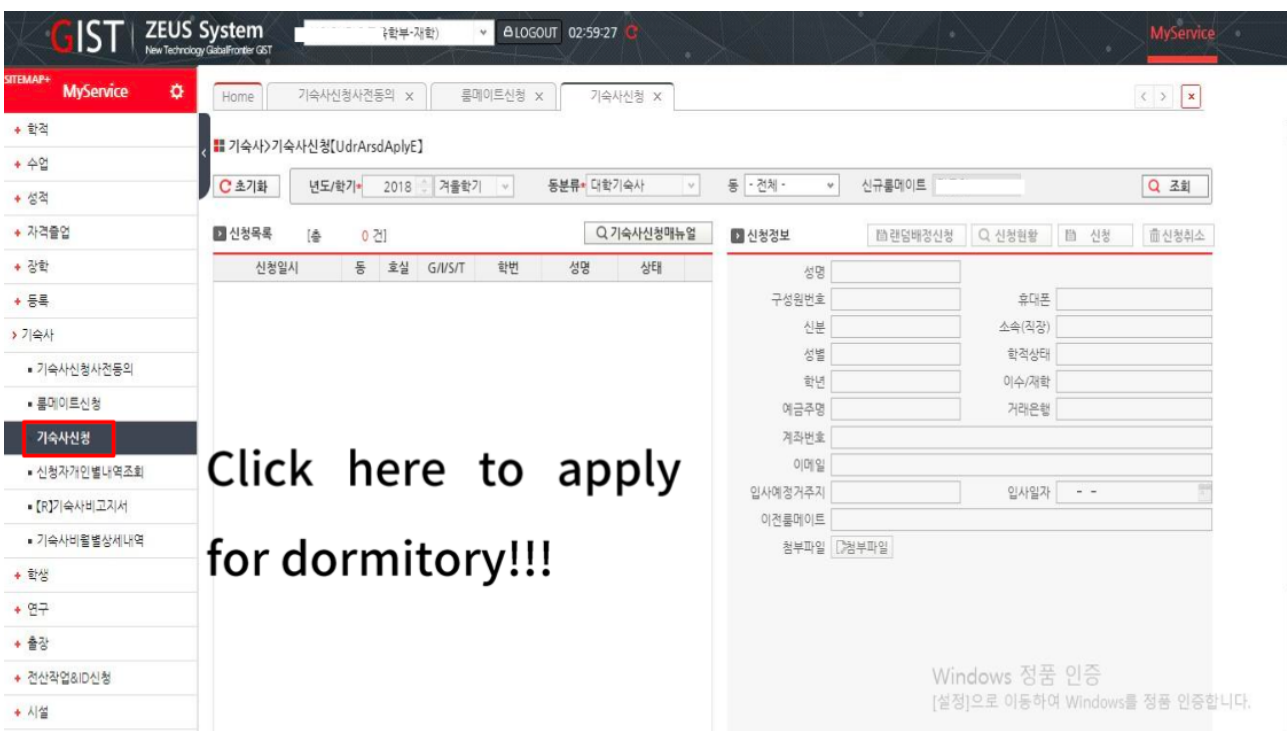 GIST ZEUS System
New Technology GabalFrontier GIST
학부-재학)
LOGOUT 02:59:27
MyService
SITEMAP+
MyService
Home 기숙사신청사전동의 x 룸메이트신청 x 기숙사신청 x
+ 학적
+ 수업
+ 성적
+ 자격졸업
+ 장학
+ 등록
> 기숙사
▪ 기숙사신청사전동의
▪ 룸메이트신청
기숙사신청
▪ 신청자개인별내역조회
▪ 【R】기숙사비고지서
▪ 기숙사비월별상세내역
+ 학생
+ 연구
+ 출장
+ 전산작업&ID신청
+ 시설
기숙사>기숙사신청【UdrArsdAplyE】
초기화 년도/학기* 2018 겨울학기 동분류* 대학기숙사 동 - 전체 - 신규룸메이트 조회
신청목록 [총 0 건] 기숙사신청매뉴얼
신청일시 동 호실 G/I/S/T 학번 성명 상태
Click here to apply
for dormitory!!!
신청정보 랜덤배정신청 신청현황 신청 신청취소
성명
구성원번호 휴대폰
신분 소속(직장)
성별 학적상태
학년 이수/재학
예금주명 거래은행
계좌번호
이메일
입사예정거주지 입사일자 - -
이전룸메이트
첨부파일 첨부파일
Windows 정품 인증
[설정]으로 이동하여 Windows를 정품 인증합니다.